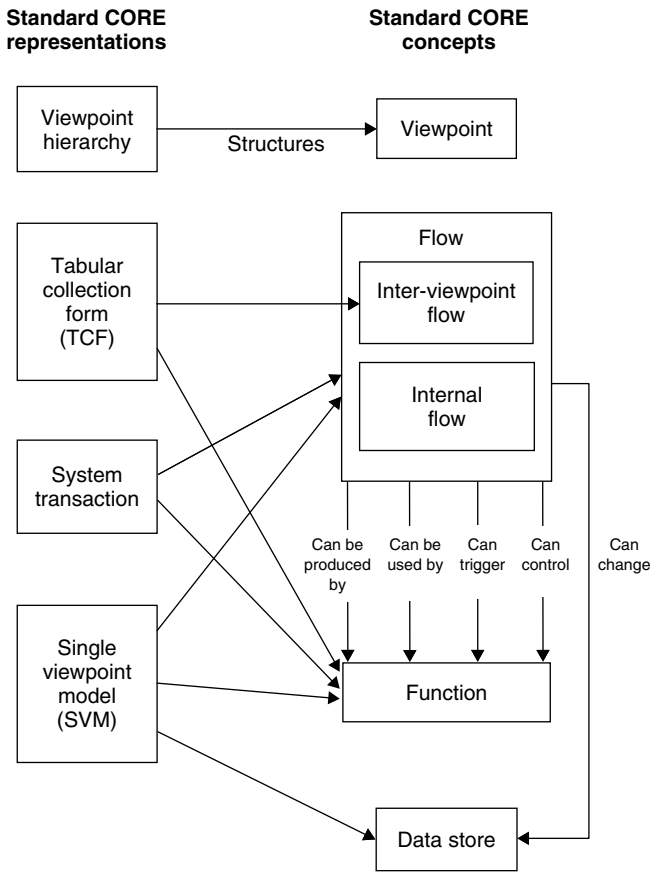 Standard CORE
representations
Standard CORE
concepts
Viewpoint
hierarchy
Structures
Viewpoint
Tabular
collection
form
(TCF)
Flow
Inter-viewpoint
flow
Internal
flow
System
transaction
Can be
produced
by
Can be
used by
Can
trigger
Can
control
Can
change
Single
viewpoint
model
(SVM)
Function
Data store